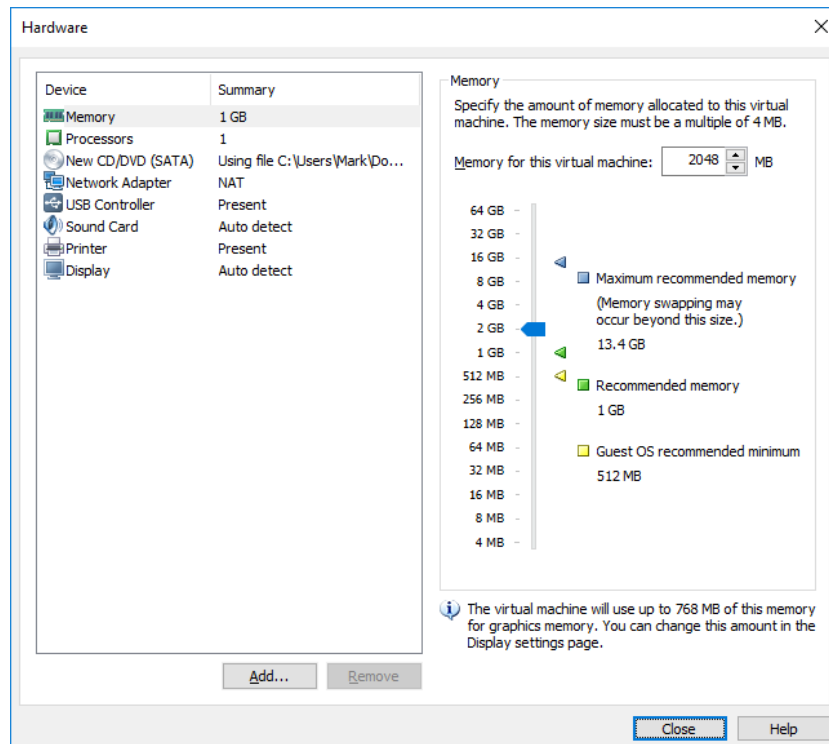 Hardware
Device Summary
Memory 1 GB
Processors 1
New CD/DVD (SATA) Using file C:\Users\Mark\Do...
Network Adapter NAT
USB Controller Present
Sound Card Auto detect
Printer Present
Display Auto detect
Add... Remove
Memory
Specify the amount of memory allocated to this virtual
machine. The memory size must be a multiple of 4 MB.
Memory for this virtual machine: 2048 MB
64 GB
32 GB
16 GB
8 GB
4 GB
2 GB
1 GB
512 MB
256 MB
128 MB
64 MB
32 MB
16 MB
8 MB
4 MB
Maximum recommended memory
(Memory swapping may
occur beyond this size.)
13.4 GB
Recommended memory
1 GB
Guest OS recommended minimum
512 MB
The virtual machine will use up to 768 MB of this memory
for graphics memory. You can change this amount in the
Display settings page.
Close Help